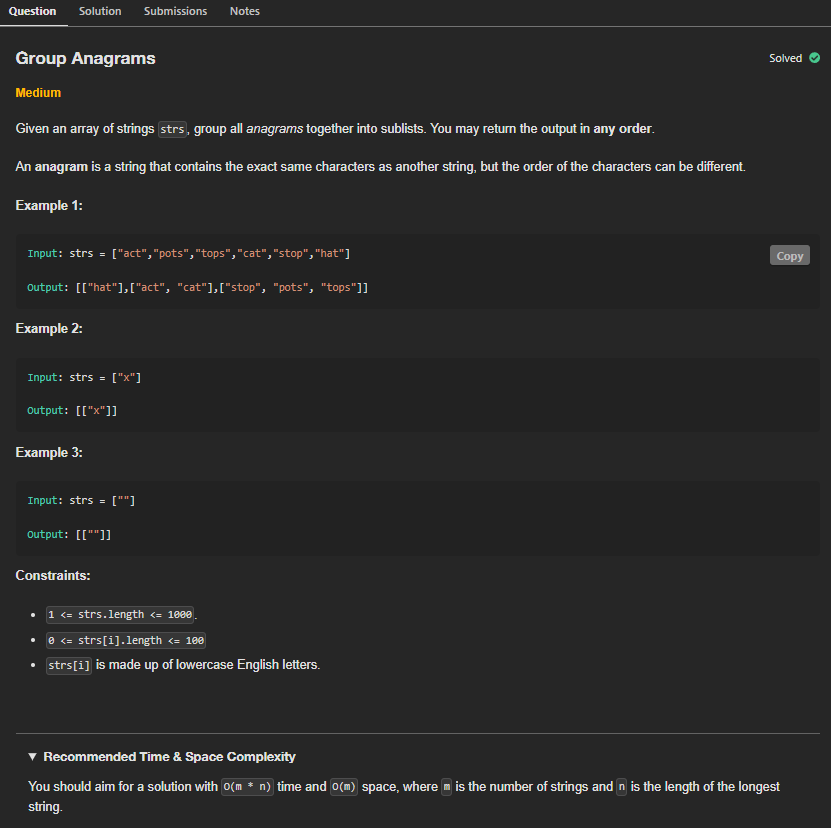 Question Solution Submissions Notes
Group Anagrams
Solved
Medium
Given an array of strings strs, group all anagrams together into sublists. You may return the output in any order.
An anagram is a string that contains the exact same characters as another string, but the order of the characters can be different.
Example 1:
Input: strs = ["act","pots","tops","cat","stop","hat"]
Copy
Output: [["hat"],["act", "cat"],["stop", "pots", "tops"]]
Example 2:
Input: strs = ["x"]
Output: [["x"]]
Example 3:
Input: strs = [""]
Output: [[""]]
Constraints:
• 1 <= strs.length <= 1000.
• 0 <= strs[i].length <= 100
• strs[i] is made up of lowercase English letters.
▼ Recommended Time & Space Complexity
You should aim for a solution with O(m * n) time and O(m) space, where m is the number of strings and n is the length of the longest
string.